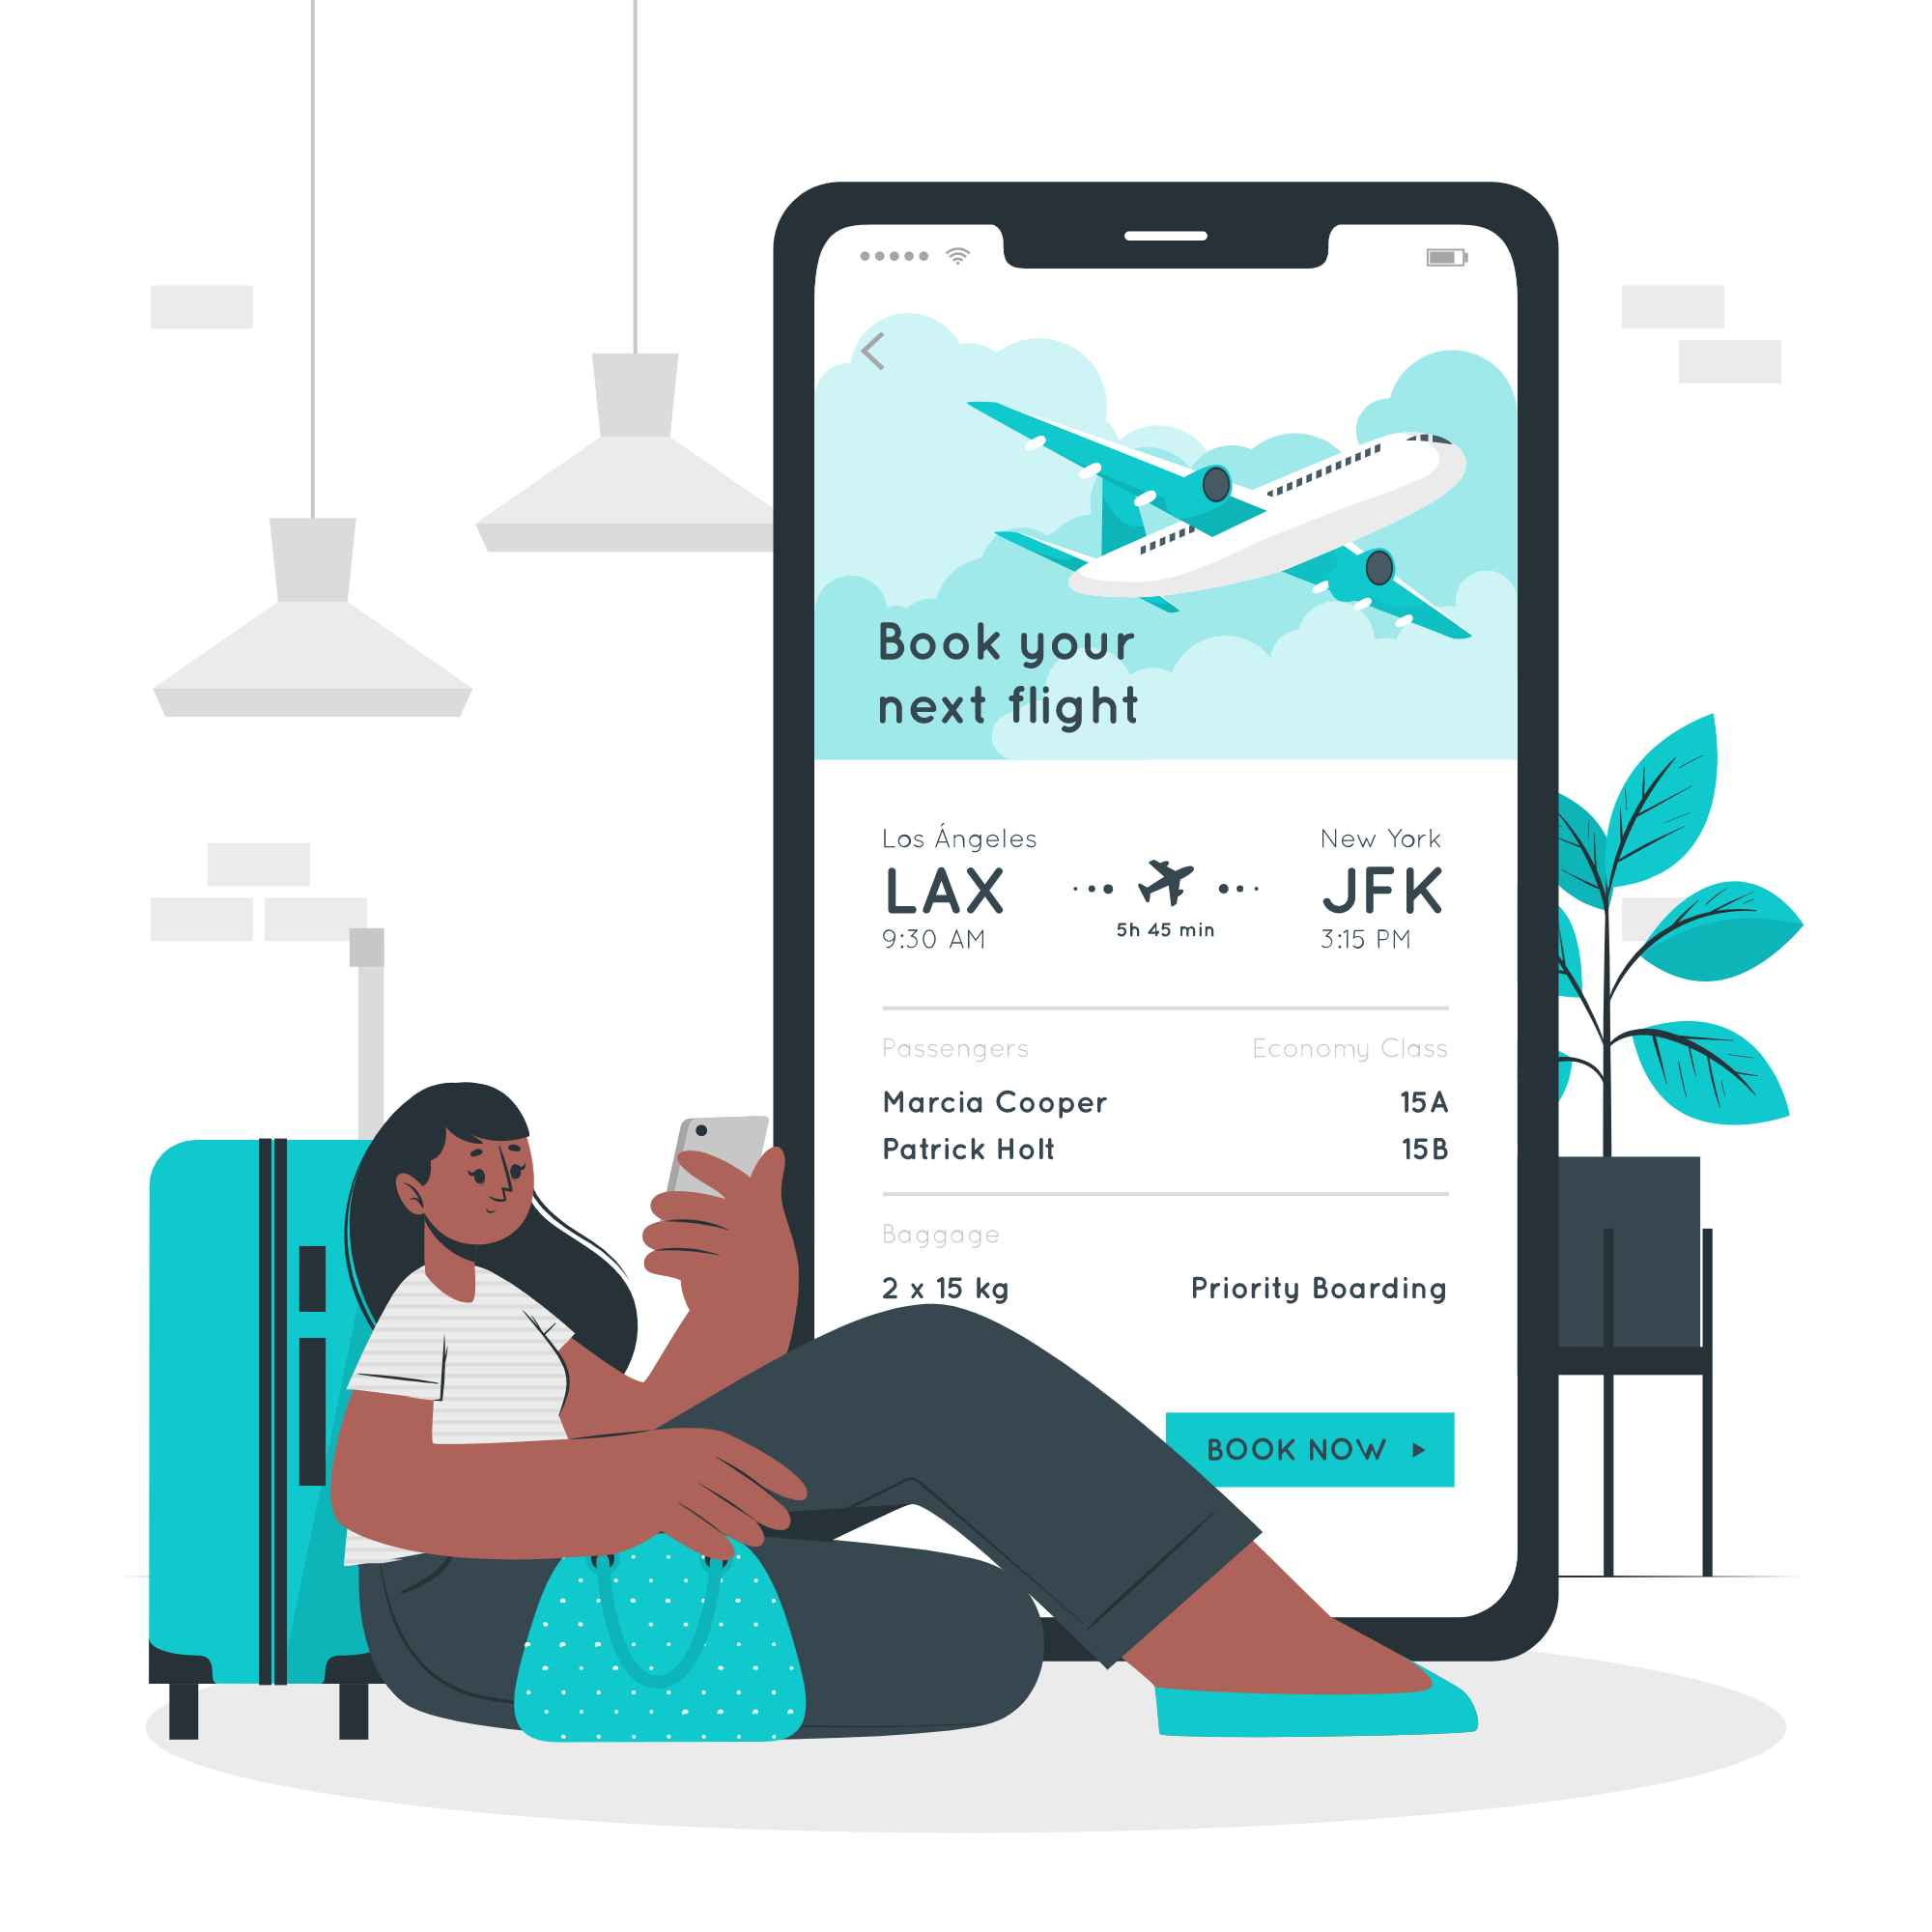 Book your
next flight
Los Ángeles
New York
LAX
JFK
9:30 AM
5h 45 min
3:15 PM
Passengers
Economy Class
Marcia Cooper
15A
Patrick Holt
15B
Baggage
2 x 15 kg
Priority Boarding
BOOK NOW